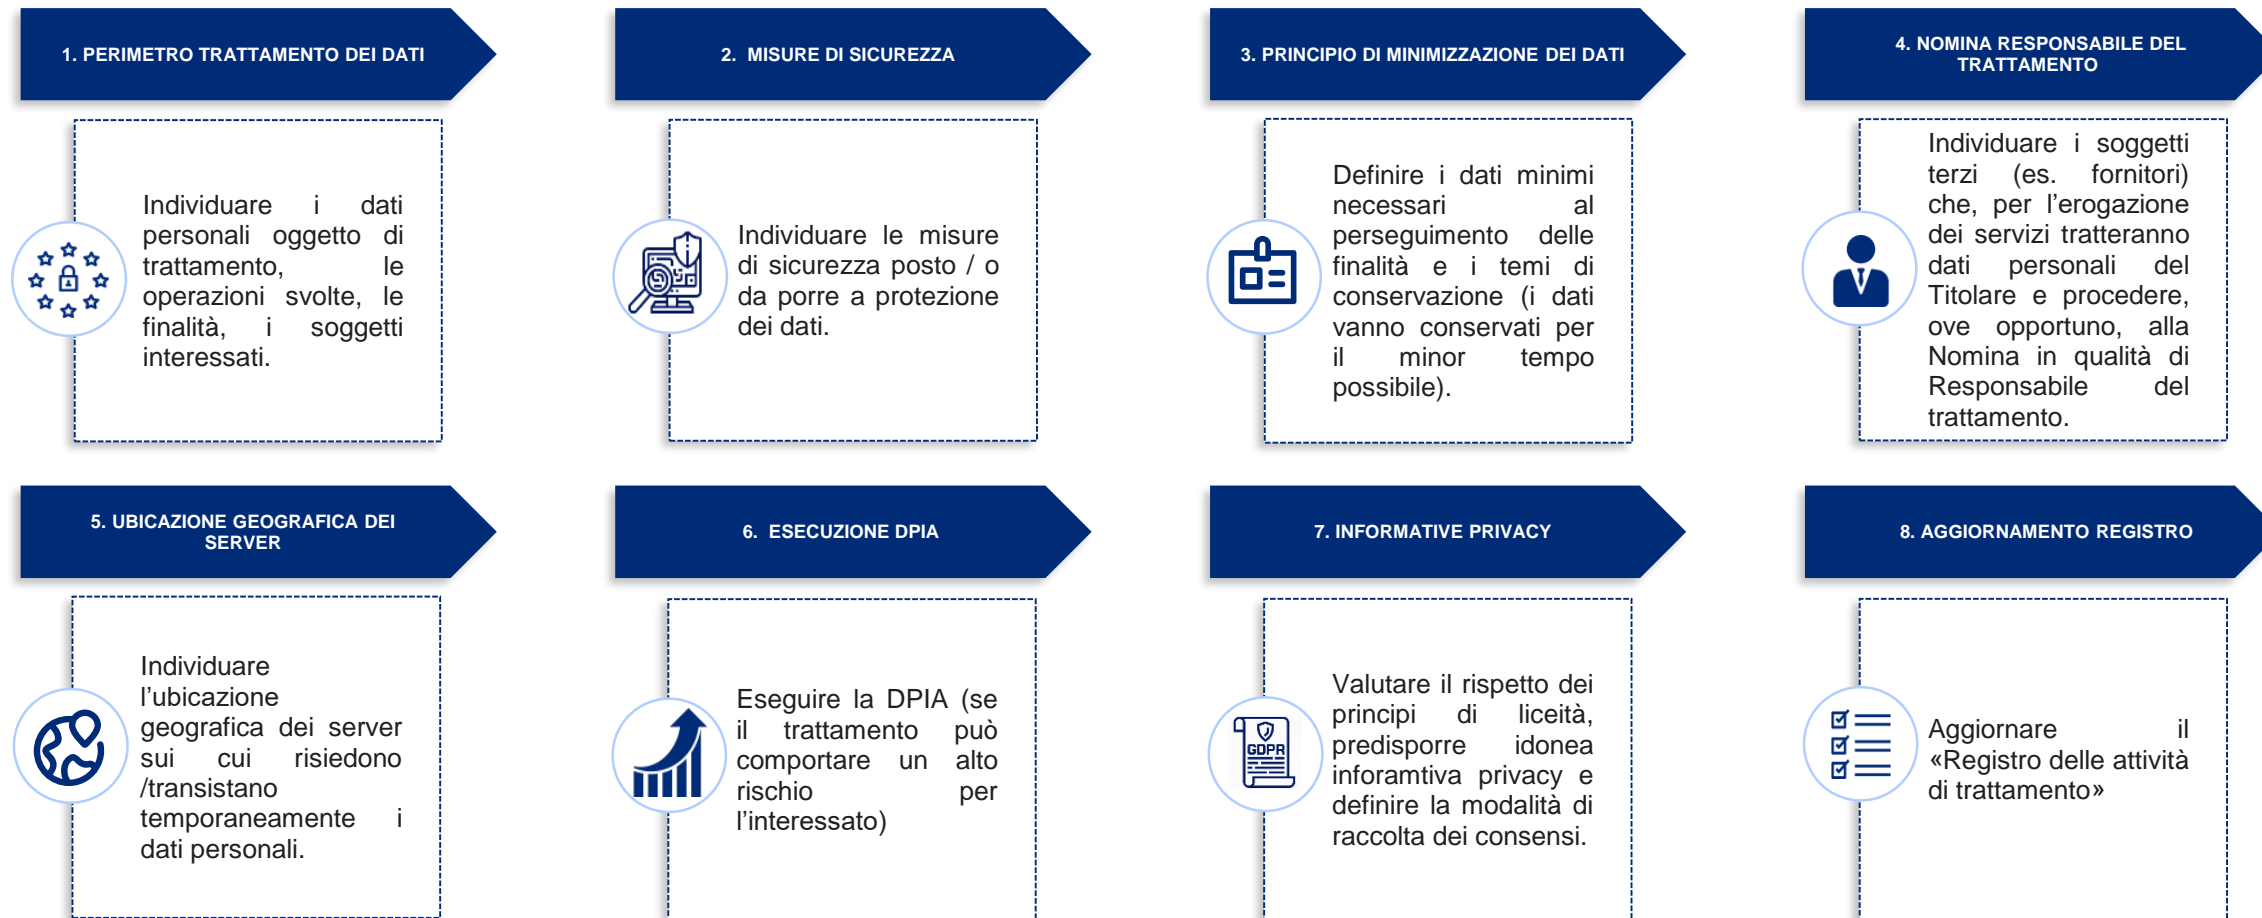 1. PERIMETRO TRATTAMENTO DEI DATI
Individuare i dati
personali oggetto di
trattamento, le
operazioni svolte, le
finalità, i soggetti
interessati.
2. MISURE DI SICUREZZA
Individuare le misure
di sicurezza posto / o
da porre a protezione
dei dati.
3. PRINCIPIO DI MINIMIZZAZIONE DEI DATI
Definire i dati minimi
necessari al
perseguimento delle
finalità e i temi di
conservazione (i dati
vanno conservati per
il minor tempo
possibile).
4. NOMINA RESPONSABILE DEL
TRATTAMENTO
Individuare i soggetti
terzi (es. fornitori)
che, per l’erogazione
dei servizi tratteranno
dati personali del
Titolare e procedere,
ove opportuno, alla
Nomina in qualità di
Responsabile del
trattamento.
5. UBICAZIONE GEOGRAFICA DEI
SERVER
Individuare
l’ubicazione
geografica dei server
sui cui risiedono
/transistano
temporaneamente i
dati personali.
6. ESECUZIONE DPIA
Eseguire la DPIA (se
il trattamento può
comportare un alto
rischio per
l’interessato)
7. INFORMATIVE PRIVACY
GDPR
Valutare il rispetto dei
principi di liceità,
predisporre idonea
inforamtiva privacy e
definire la modalità di
raccolta dei consensi.
8. AGGIORNAMENTO REGISTRO
Aggiornare il
«Registro delle attività
di trattamento»